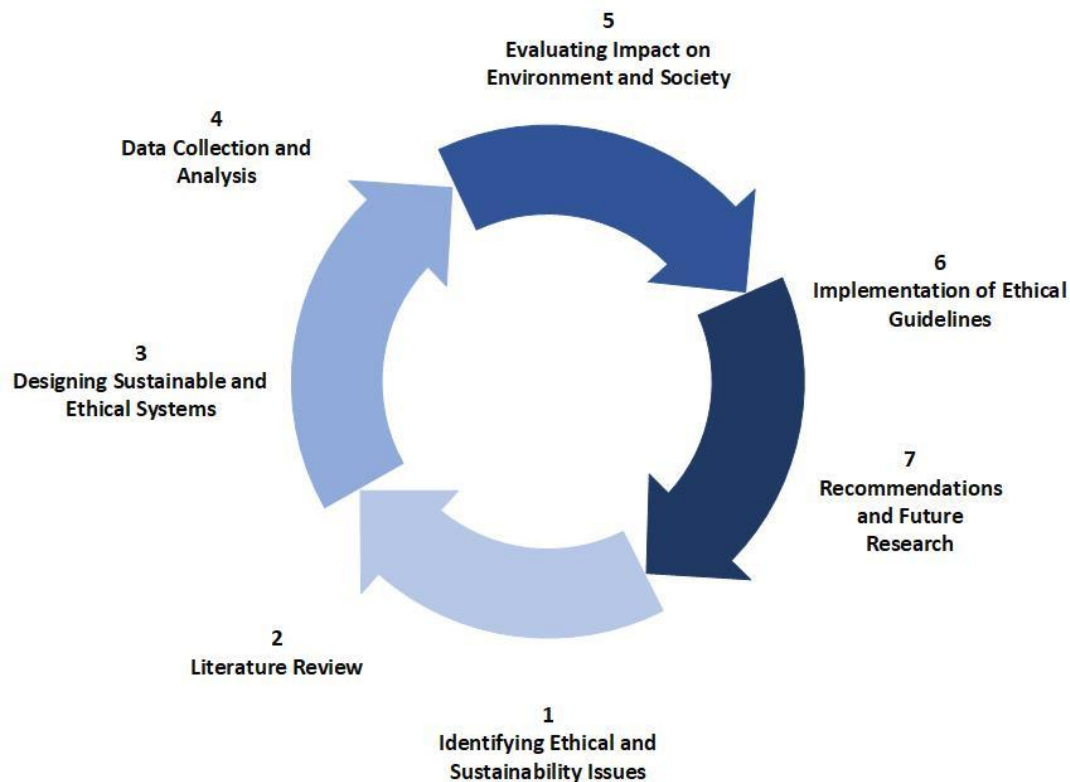 5
Evaluating Impact on
Environment and Society
4
Data Collection and
Analysis
6
Implementation of Ethical
Guidelines
3
Designing Sustainable and
Ethical Systems
7
Recommendations
and Future
Research
2
Literature Review
1
Identifying Ethical and
Sustainability Issues